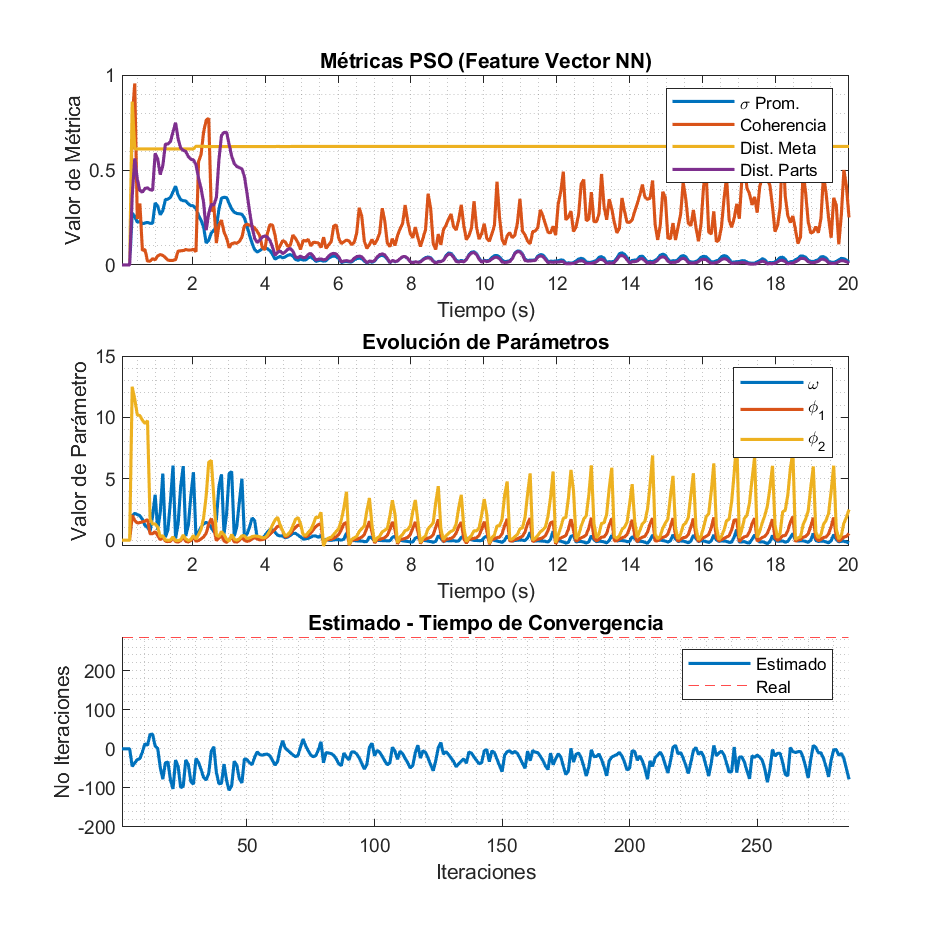 Métricas PSO (Feature Vector NN)
Valor de Métrica
1
0.5
0
σ Prom.
Coherencia
Dist. Meta
Dist. Parts
2 4 6 8 10 12 14 16 18 20
Tiempo (s)
Evolución de Parámetros
Valor de Parámetro
15
10
5
0
ω
ϕ1
ϕ2
2 4 6 8 10 12 14 16 18 20
Tiempo (s)
Estimado - Tiempo de Convergencia
No Iteraciones
200
100
0
-100
-200
Estimado
Real
50 100 150 200 250
Iteraciones